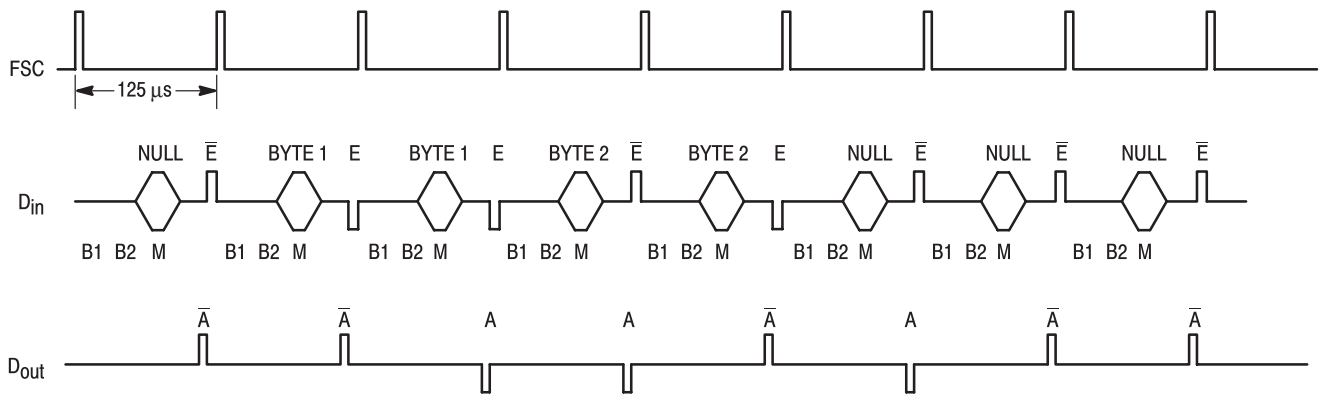 FSC
125 μs
NULL E̅ BYTE 1 E BYTE 1 E BYTE 2 E̅ BYTE 2 E NULL E̅ NULL E̅ NULL E̅
Din
B1 B2 M B1 B2 M B1 B2 M B1 B2 M B1 B2 M B1 B2 M B1 B2 M B1 B2 M
A̅ A̅ A A A̅ A A̅ A̅
Dout